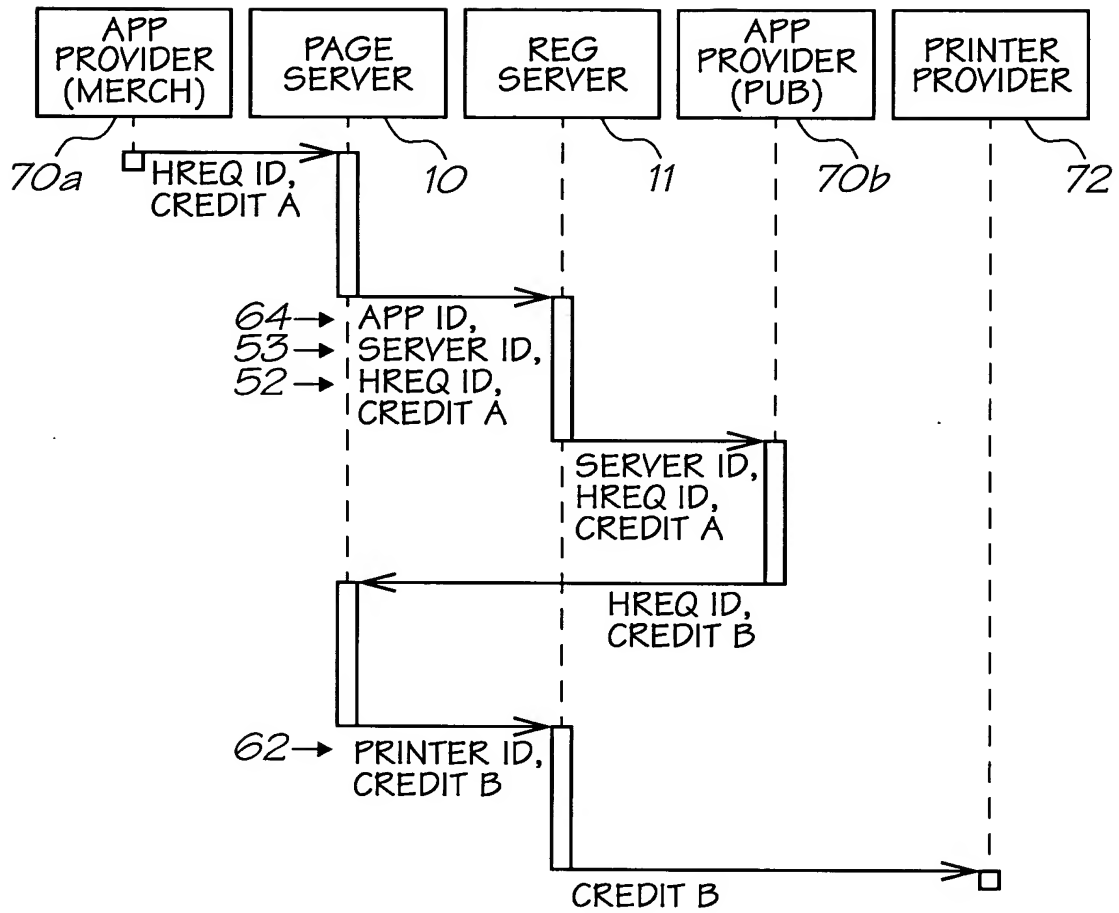 APP
PROVIDER
(MERCH)
PAGE
SERVER
REG
SERVER
APP
PROVIDER
(PUB)
PRINTER
PROVIDER
70a
10
11
70b
72
HREQ ID,
CREDIT A
64
APP ID,
53
SERVER ID,
52
HREQ ID,
CREDIT A
SERVER ID,
HREQ ID,
CREDIT A
HREQ ID,
CREDIT B
62
PRINTER ID,
CREDIT B
CREDIT B